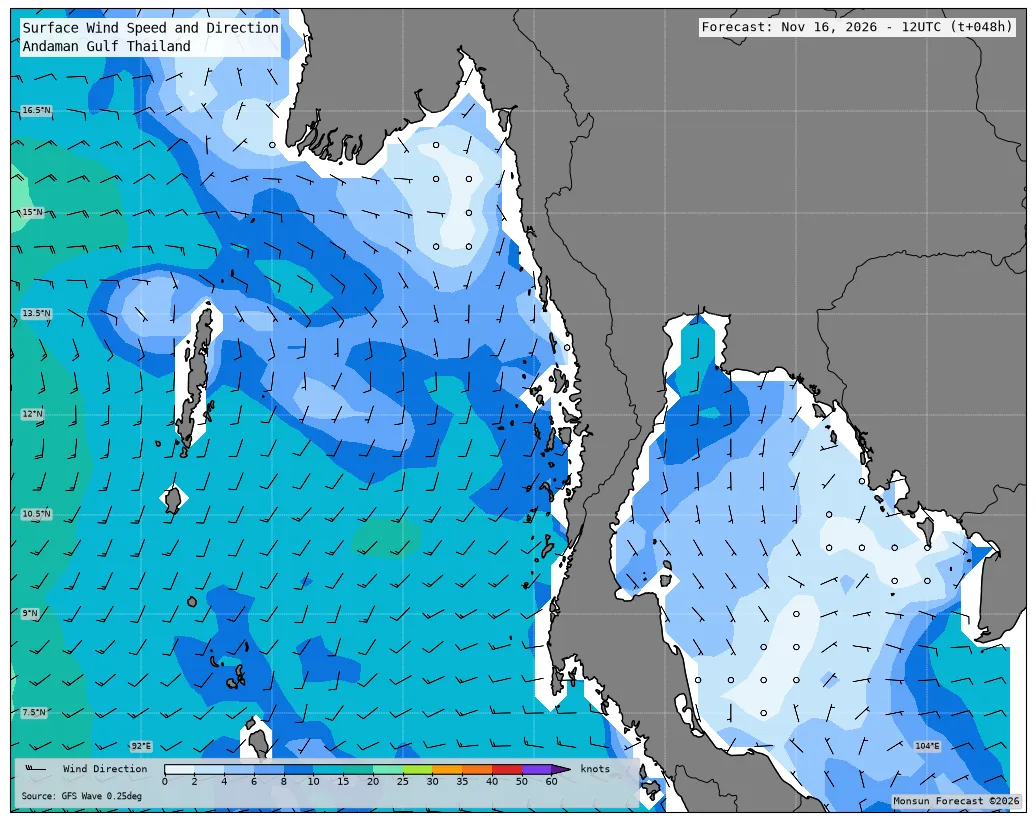 Surface Wind Speed and Direction
Andaman Gulf Thailand
Forecast: Nov 16, 2026 - 12UTC (t+048h)
16.5°N
15°N
13.5°N
12°N
10.5°N
9°N
7.5°N
92°E
104°E
Wind Direction
knots
0 2 4 6 8 10 15 20 25 30 35 40 50 60
Source: GFS Wave 0.25deg
Monsun Forecast ©2026